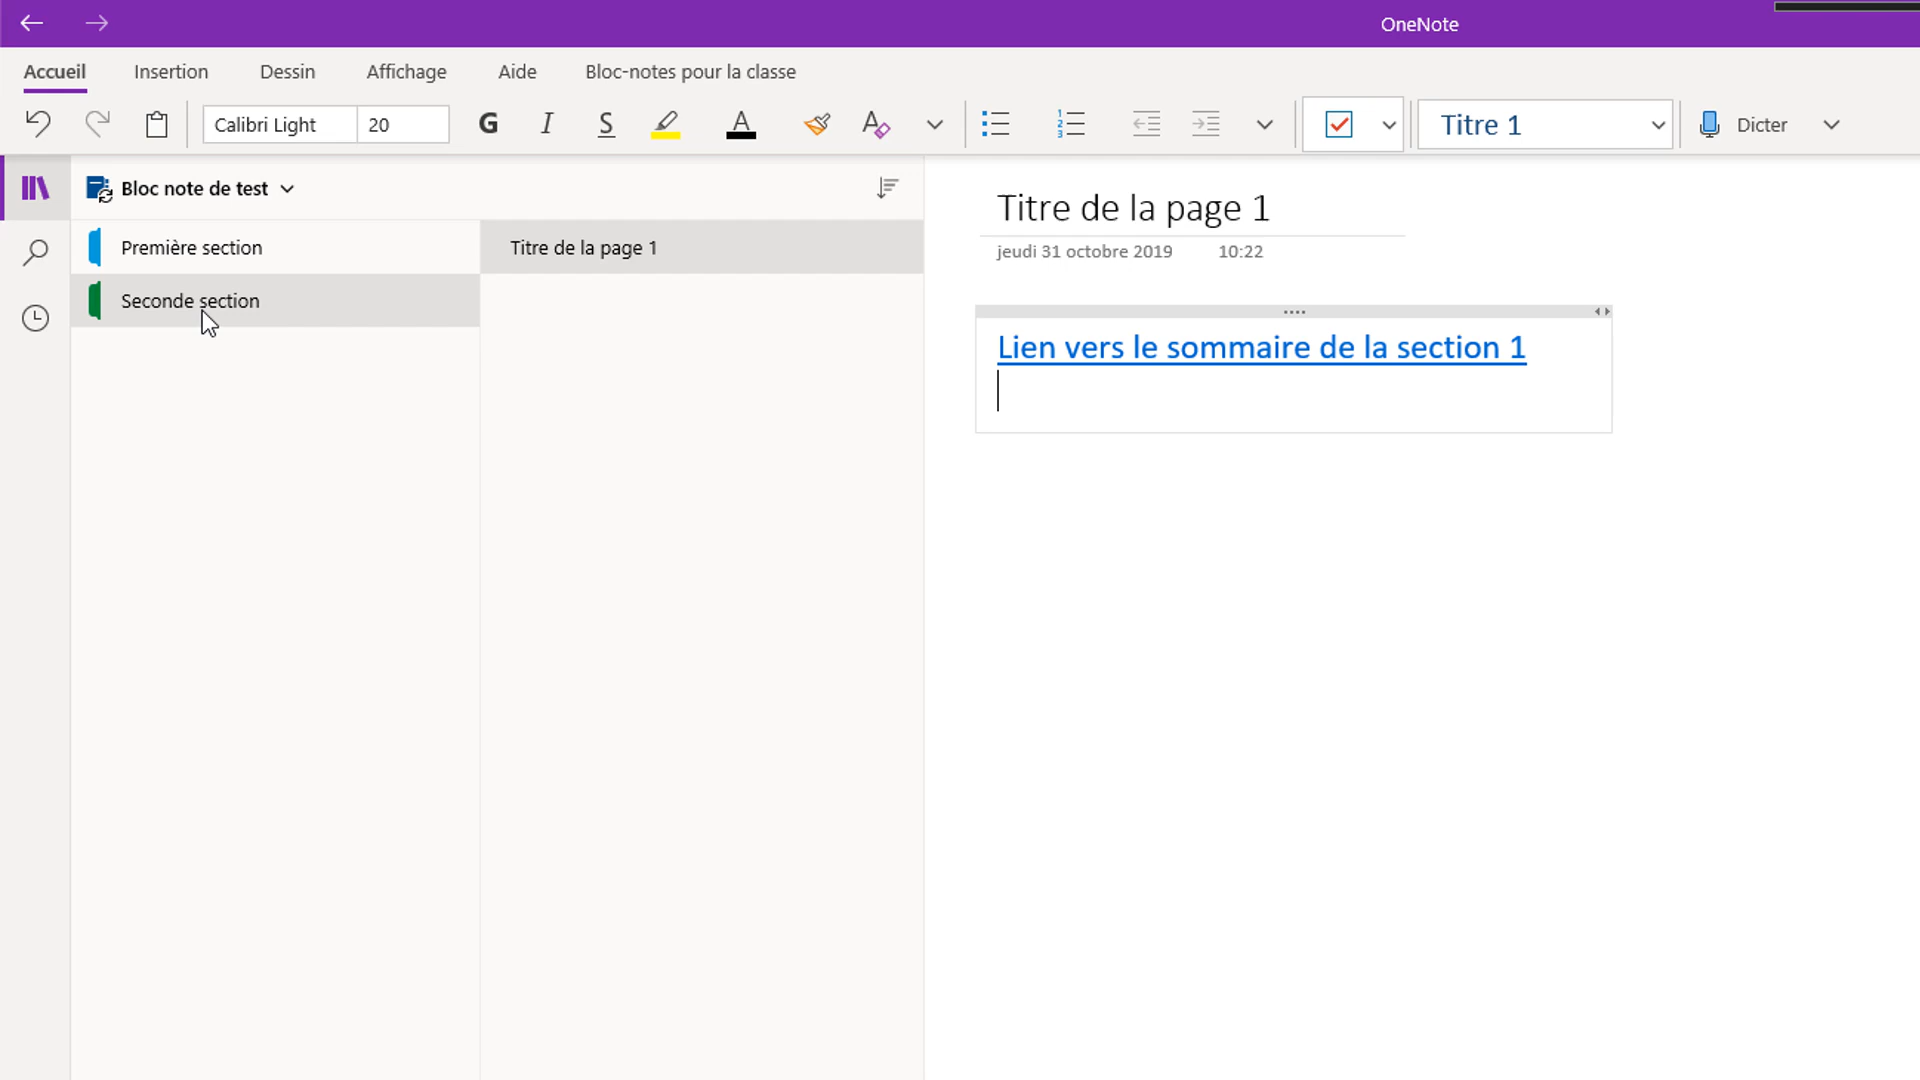 OneNote
Accueil Insertion Dessin Affichage Aide Bloc-notes pour la classe
Calibri Light 20 G I S A A Titre 1 Dicter
Bloc note de test
Première section
Seconde section
Titre de la page 1
Titre de la page 1
jeudi 31 octobre 2019 10:22
Lien vers le sommaire de la section 1